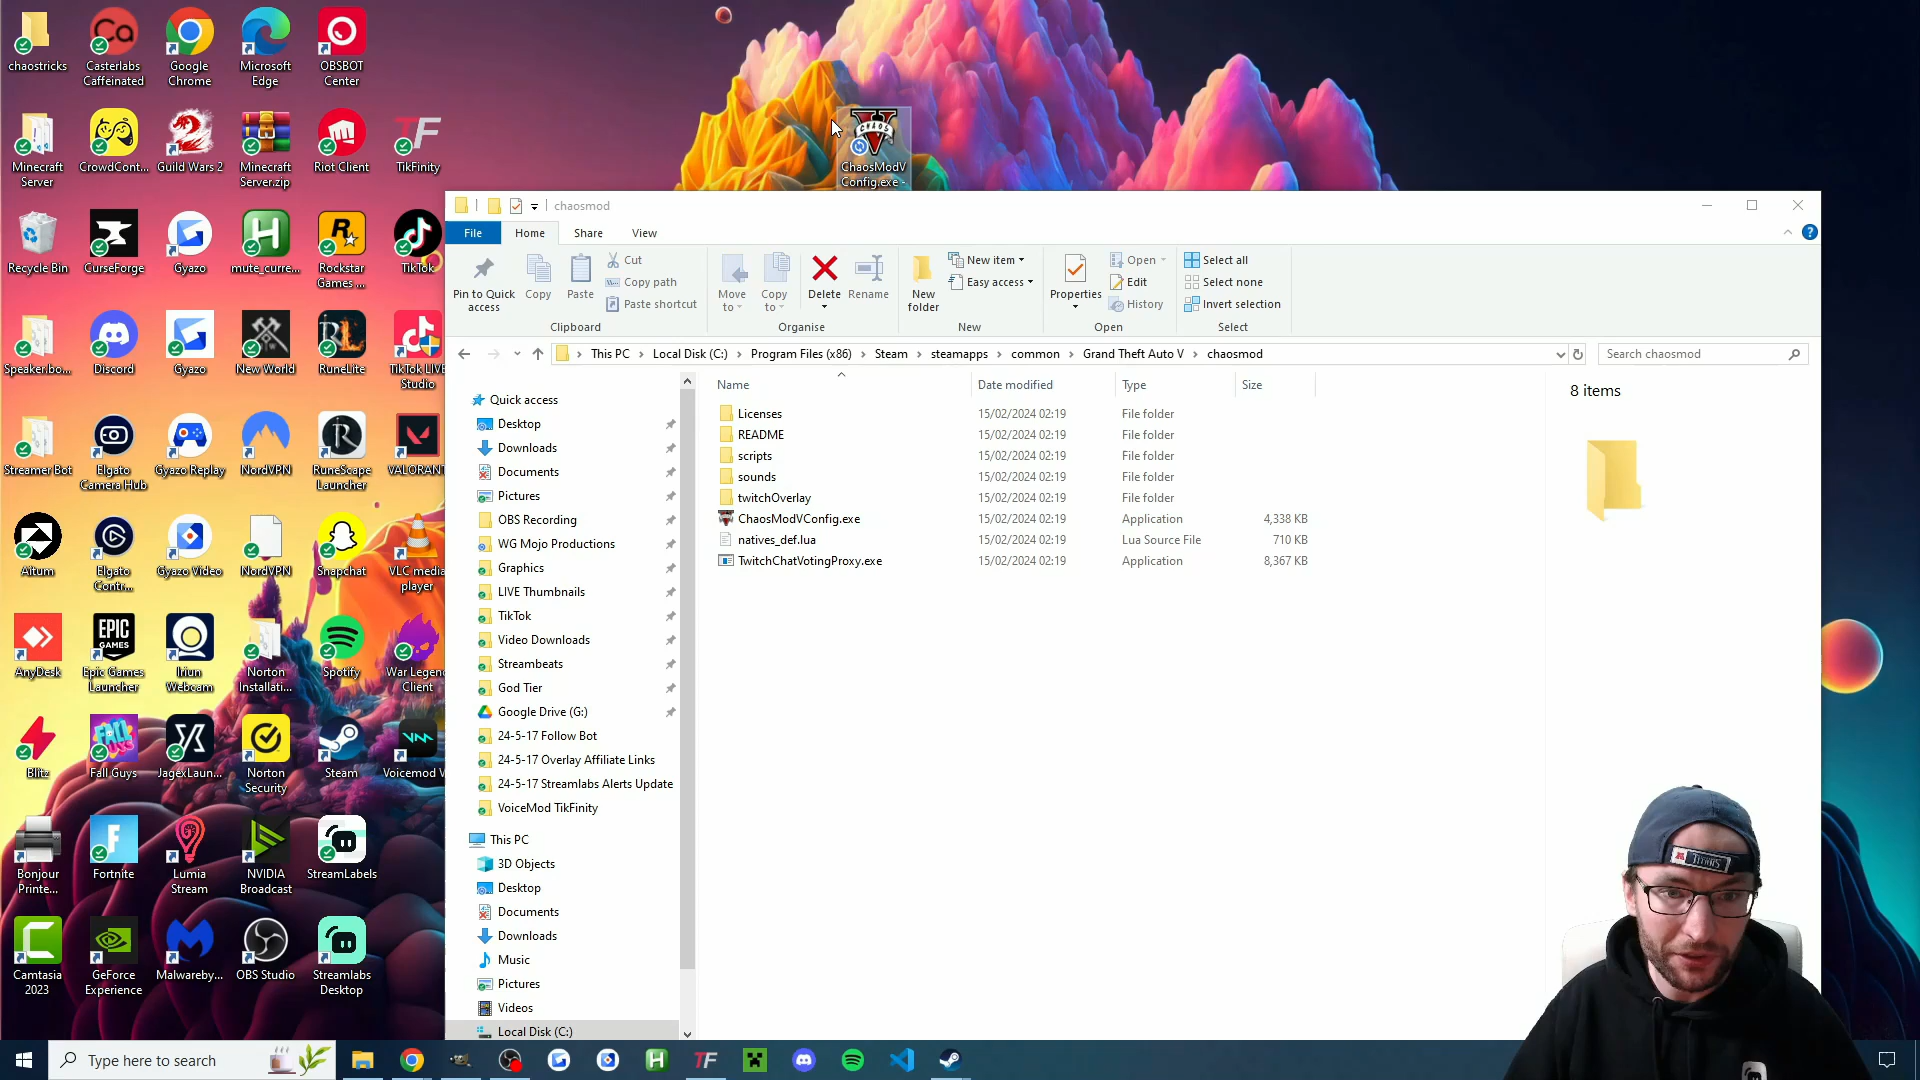 chaostricks
Casterlabs
Caffeinated
Google
Chrome
Microsoft
Edge
OBSBOT
Center
Minecraft
Server
CrowdCont...
Guild Wars 2
Minecraft
Server.zip
Riot Client
TikFinity
CHAOS
ChaosModV
Config.exe -
Recycle Bin
CurseForge
Gyazo
mute_curre...
Rockstar
Games ...
TikTok
Speaker.bo...
Discord
Gyazo
New World
RuneLite
TikTok LIVE
Studio
Streamer Bot
Elgato
Camera Hub
Gyazo Replay
NordVPN
RuneScape
Launcher
VALORANT
Aitum
Elgato
Contr...
Gyazo Video
NordVPN
Snapchat
VLC media
player
AnyDesk
EPIC
GAMES
Epic Games
Launcher
Iriun
Webcam
Norton
Installati...
Spotify
War Legend
Client
Blitz
FALL
GUYS
Fall Guys
JagexLaun...
Norton
Security
Steam
Voicemod V
Bonjour
Printe...
Fortnite
Lumia
Stream
NVIDIA
Broadcast
StreamLabels
Camtasia
2023
GeForce
Experience
Malwareby...
OBS Studio
Streamlabs
Desktop
chaosmod
File
Home
Share
View
Pin to Quick
access
Copy
Paste
Cut
Copy path
Paste shortcut
Clipboard
Move
to
Copy
to
Delete
Rename
Organise
New
folder
New item
Easy access
New
Properties
Open
Edit
History
Open
Select all
Select none
Invert selection
Select
This PC
Local Disk (C:)
Program Files (x86)
Steam
steamapps
common
Grand Theft Auto V
chaosmod
Search chaosmod
Quick access
Desktop
Downloads
Documents
Pictures
OBS Recording
WG Mojo Productions
Graphics
LIVE Thumbnails
TikTok
Video Downloads
Streambeats
God Tier
Google Drive (G:)
24-5-17 Follow Bot
24-5-17 Overlay Affiliate Links
24-5-17 Streamlabs Alerts Update
VoiceMod TikFinity
This PC
3D Objects
Desktop
Documents
Downloads
Music
Pictures
Videos
Local Disk (C:)
Name Date modified Type Size
Licenses 15/02/2024 02:19 File folder
README 15/02/2024 02:19 File folder
scripts 15/02/2024 02:19 File folder
sounds 15/02/2024 02:19 File folder
twitchOverlay 15/02/2024 02:19 File folder
ChaosModVConfig.exe 15/02/2024 02:19 Application 4,338 KB
natives_def.lua 15/02/2024 02:19 Lua Source File 710 KB
TwitchChatVotingProxy.exe 15/02/2024 02:19 Application 8,367 KB
8 items
TITANS
Type here to search